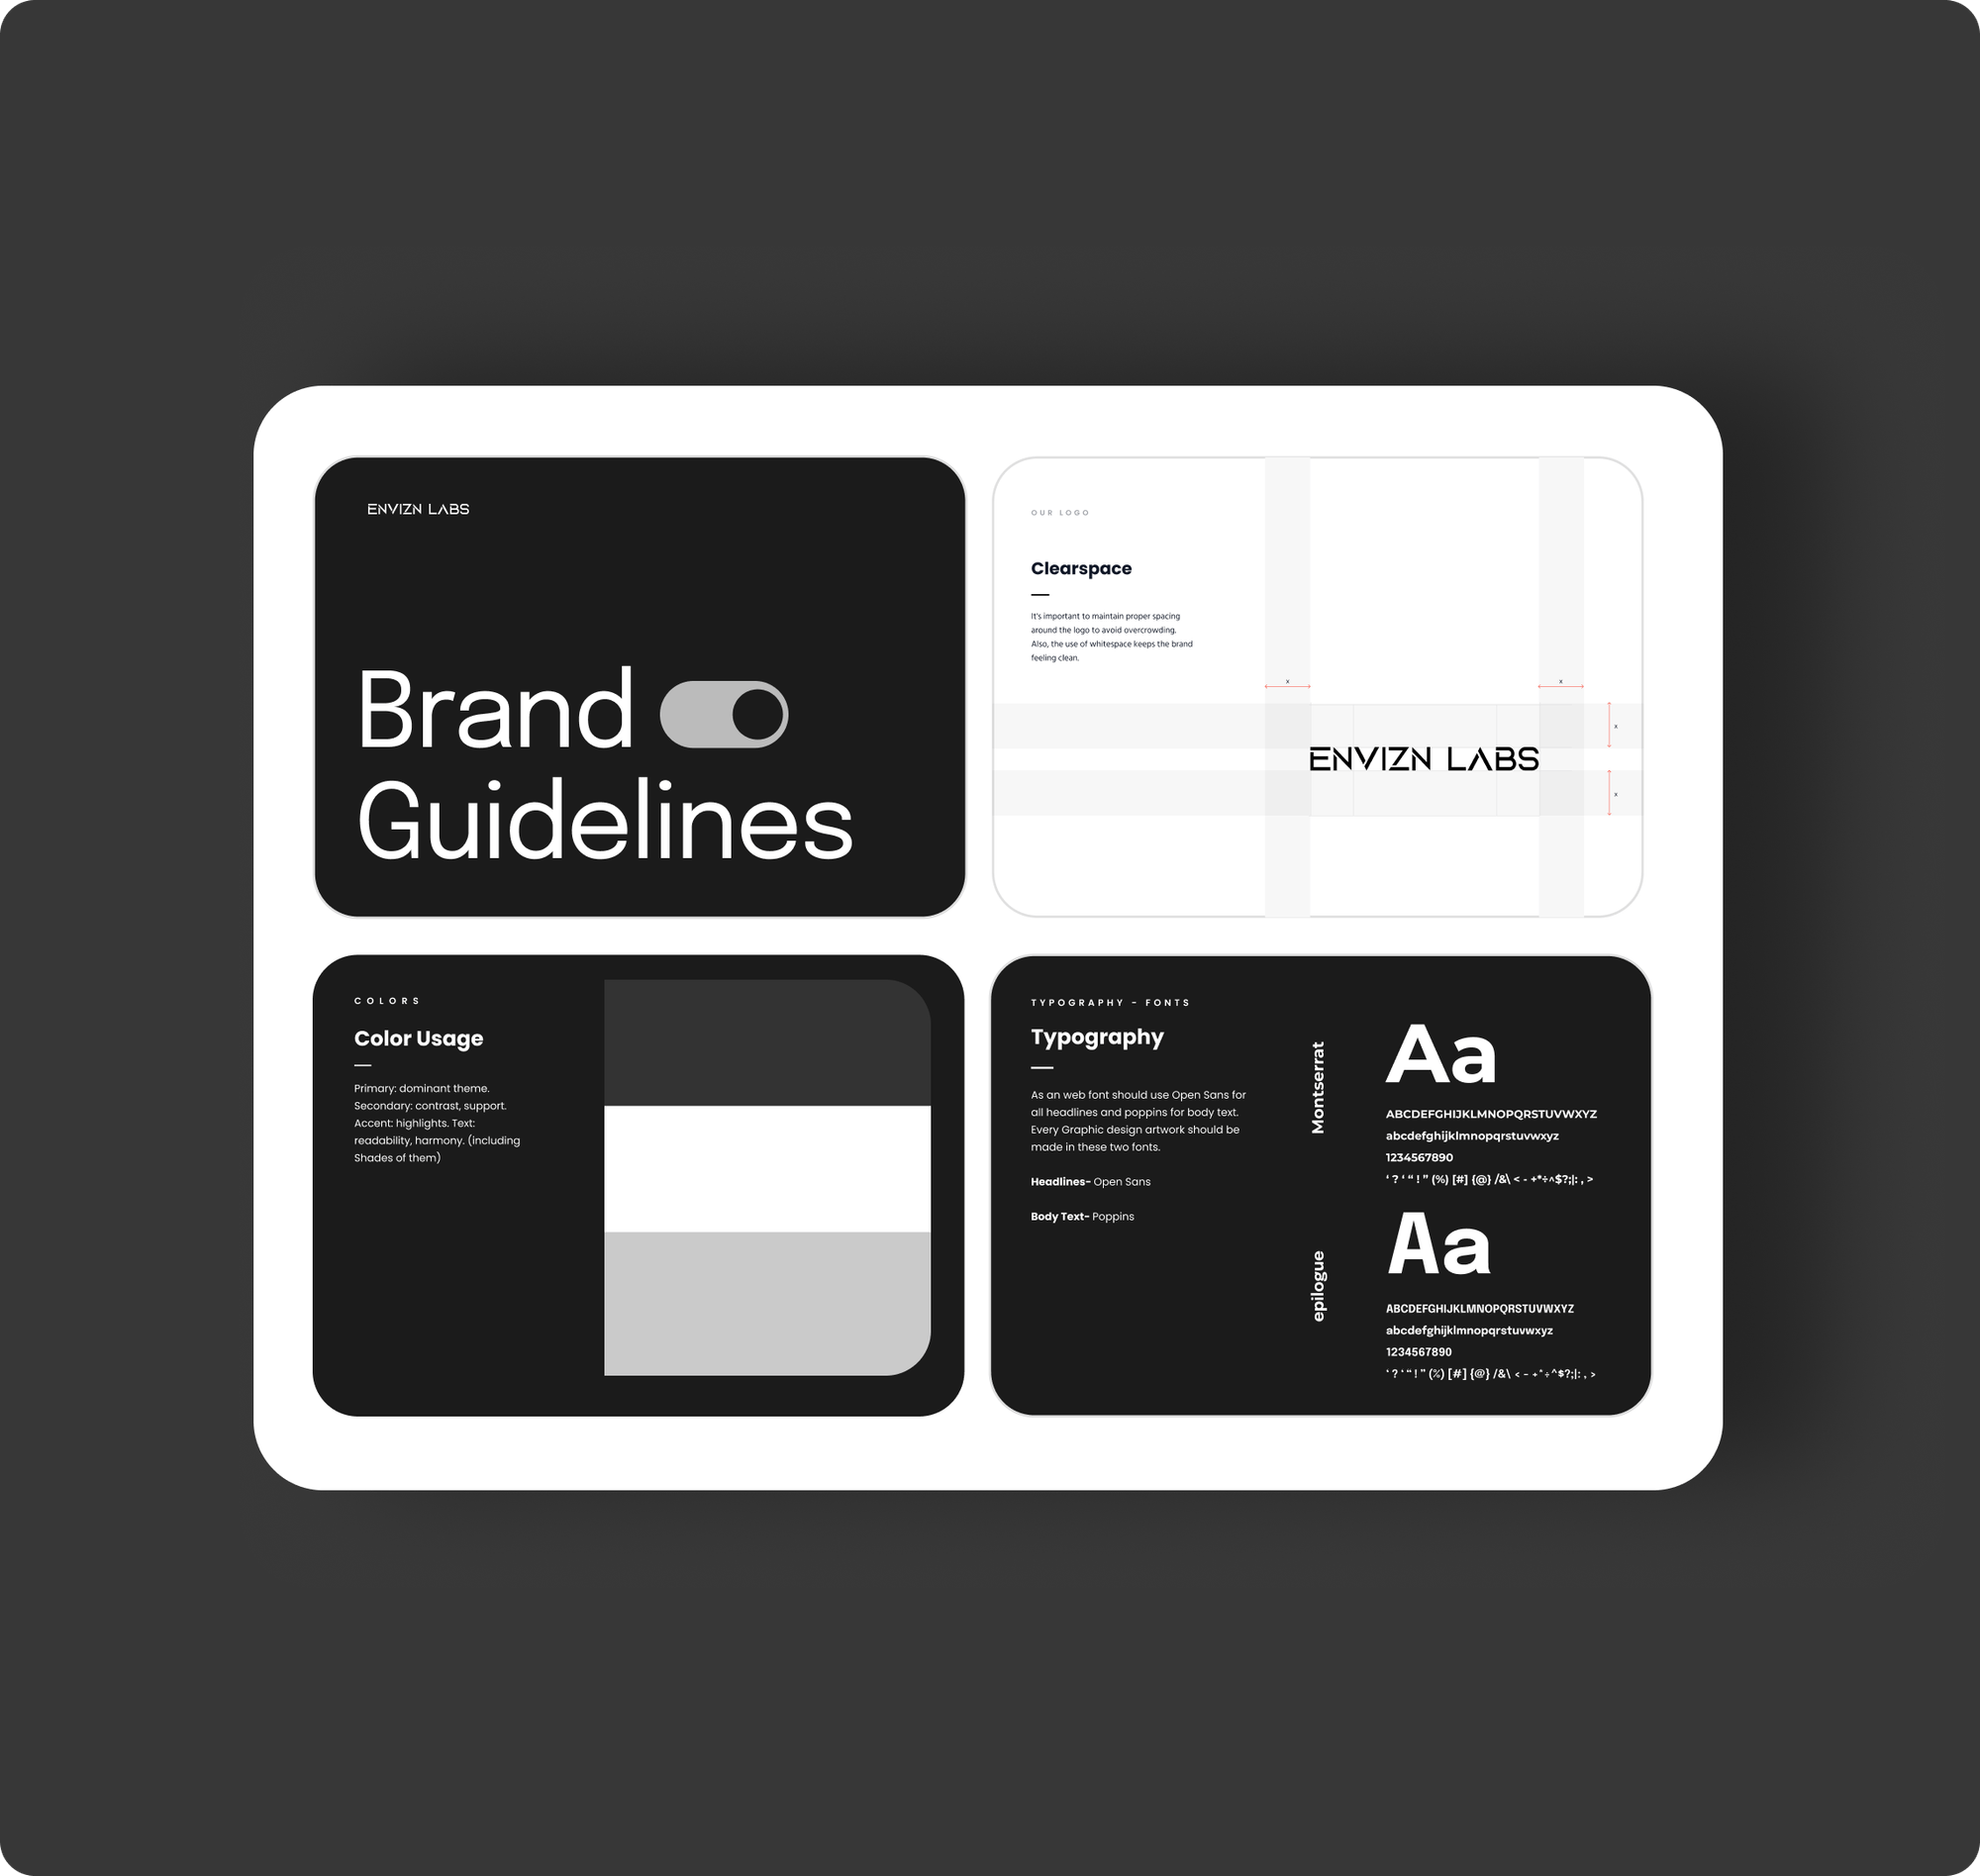 ENVIZN LABS
Brand
Guidelines
OUR LOGO
Clearspace
It's important to maintain proper spacing
around the logo to avoid overcrowding.
Also, the use of whitespace keeps the brand
feeling clean.
x
x
x
ENVIZN LABS
x
COLORS
Color Usage
Primary: dominant theme.
Secondary: contrast, support.
Accent: highlights. Text:
readability, harmony. (including
Shades of them)
TYPOGRAPHY - FONTS
Typography
As an web font should use Open Sans for
all headlines and poppins for body text.
Every Graphic design artwork should be
made in these two fonts.
Headlines- Open Sans
Body Text- Poppins
Montserrat
Aa
ABCDEFGHIJKLMNOPQRSTUVWXYZ
abcdefghijklmnopqrstuvwxyz
1234567890
‘ ? ‘ “ ! ” (%) [#] {@} /&\ < - +*÷^$?;|: , >
epilogue
Aa
ABCDEFGHIJKLMNOPQRSTUVWXYZ
abcdefghijklmnopqrstuvwxyz
1234567890
‘ ? ‘ “ ! ” (%) [#] {@} /&\ < - +*÷^$?;|: , >